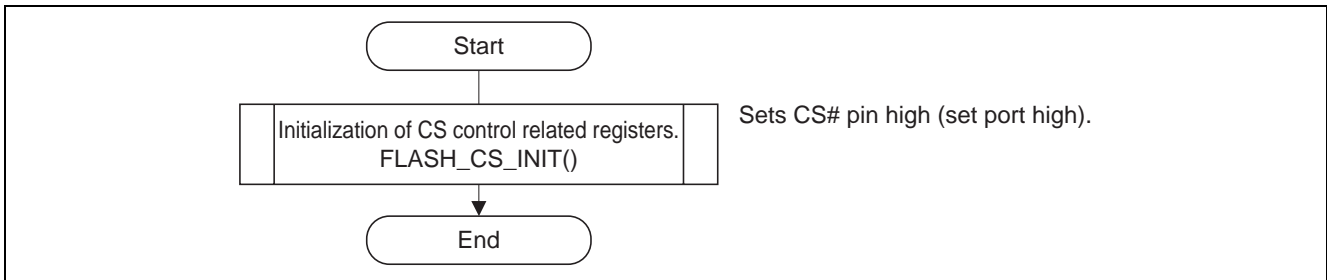 Start
Initialization of CS control related registers.
FLASH_CS_INIT()
Sets CS# pin high (set port high).
End